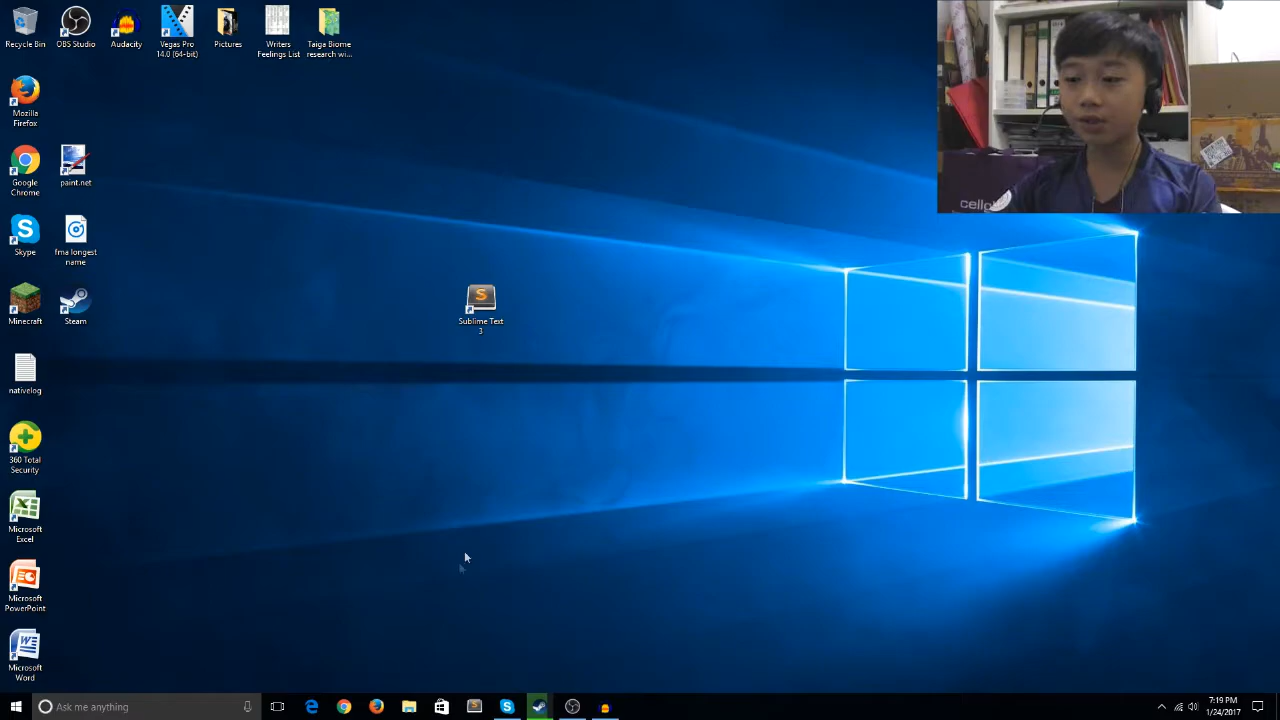 Recycle Bin
OBS Studio
Audacity
Vegas Pro
14.0 (64-bit)
Pictures
Writers
Feelings List
Taiga Biome
research wi...
Mozilla
Firefox
Google
Chrome
paint.net
Skype
fma longest
name
Minecraft
Steam
Sublime Text
3
nativelog
360 Total
Security
Microsoft
Excel
Microsoft
PowerPoint
Microsoft
Word
Ask me anything
7:19 PM
1/24/2017